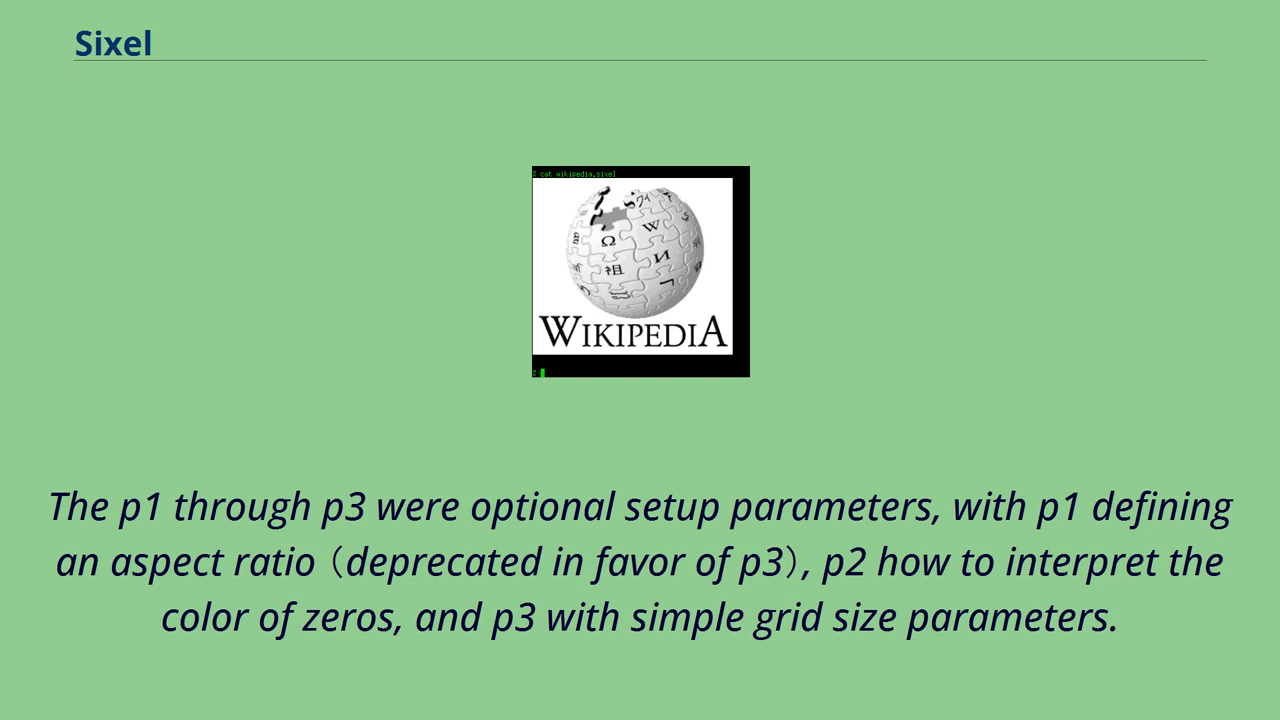 Sixel
% cat wikipedia.sixel
Ω
W
И
祖
WIKIPEDIA
%
The p1 through p3 were optional setup parameters, with p1 defining
an aspect ratio （deprecated in favor of p3）, p2 how to interpret the
color of zeros, and p3 with simple grid size parameters.